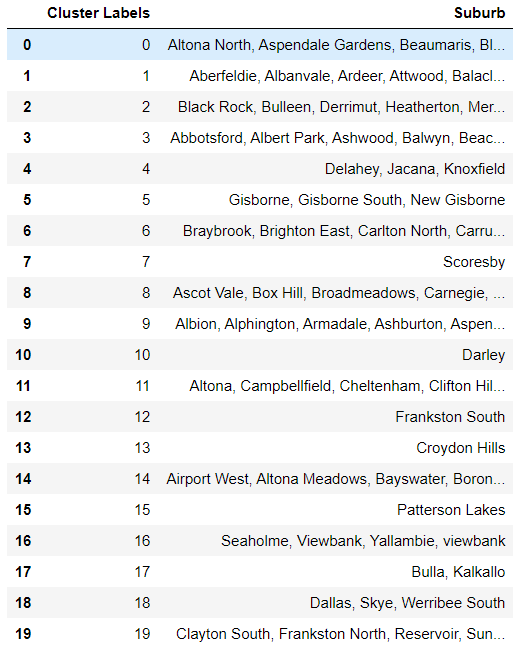 Cluster Labels Suburb
0 0 Altona North, Aspendale Gardens, Beaumaris, Bl...
1 1 Aberfeldie, Albanvale, Ardeer, Attwood, Balacl...
2 2 Black Rock, Bulleen, Derrimut, Heatherton, Mer...
3 3 Abbotsford, Albert Park, Ashwood, Balwyn, Beac...
4 4 Delahey, Jacana, Knoxfield
5 5 Gisborne, Gisborne South, New Gisborne
6 6 Braybrook, Brighton East, Carlton North, Carru...
7 7 Scoresby
8 8 Ascot Vale, Box Hill, Broadmeadows, Carnegie, ...
9 9 Albion, Alphington, Armadale, Ashburton, Aspen...
10 10 Darley
11 11 Altona, Campbellfield, Cheltenham, Clifton Hil...
12 12 Frankston South
13 13 Croydon Hills
14 14 Airport West, Altona Meadows, Bayswater, Boron...
15 15 Patterson Lakes
16 16 Seaholme, Viewbank, Yallambie, viewbank
17 17 Bulla, Kalkallo
18 18 Dallas, Skye, Werribee South
19 19 Clayton South, Frankston North, Reservoir, Sun...